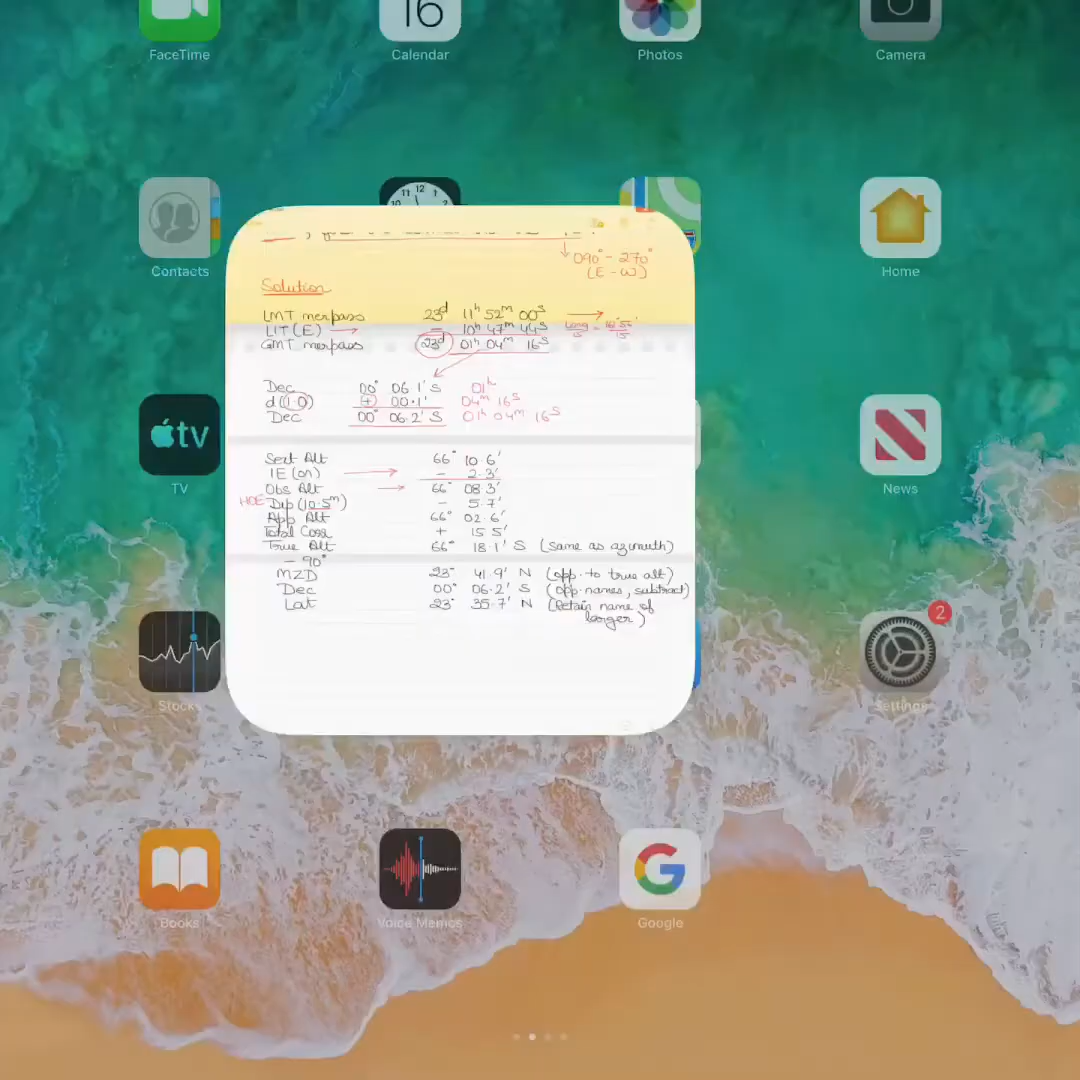 FaceTime
16
Calendar
Photos
Camera
Contacts
Home
090° - 270°
(E - W)
Solution
LMT merpass 23d 11h 52m 00s
LIT (E) → - 10h 47m 44s
GMT merpass 23d 01h 04m 16s
Dec 00° 06.1' S 01h
d (1.0) (+) 00.1' 04m 16s
Dec 00° 06.2' S 01h 04m 16s
tv
TV
News
Sext Alt 66° 10.6'
IE (on) → - 2.3'
Obs Alt → 66° 08.3'
HOE Dip (10.5m) - 5.7'
App Alt 66° 02.6'
Total Corr + 15.5'
True Alt 66° 18.1' S (same as azimuth)
- 90°
MZD 23° 41.9' N (opp. to true alt)
Dec 00° 06.2' S (opp. names, subtract)
Lat 23° 35.7' N (retain name of
larger)
2
Stocks
Settings
Books
Voice Memos
G
Google